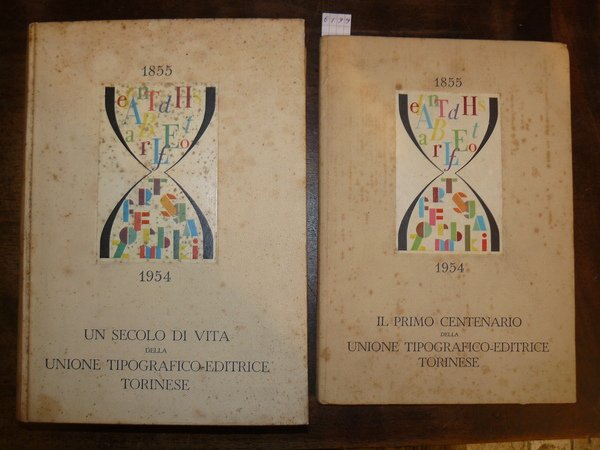 1855
1954
UN SECOLO DI VITA
DELLA
UNIONE TIPOGRAFICO-EDITRICE
TORINESE
1855
1954
IL PRIMO CENTENARIO
DELLA
UNIONE TIPOGRAFICO-EDITRICE
TORINESE